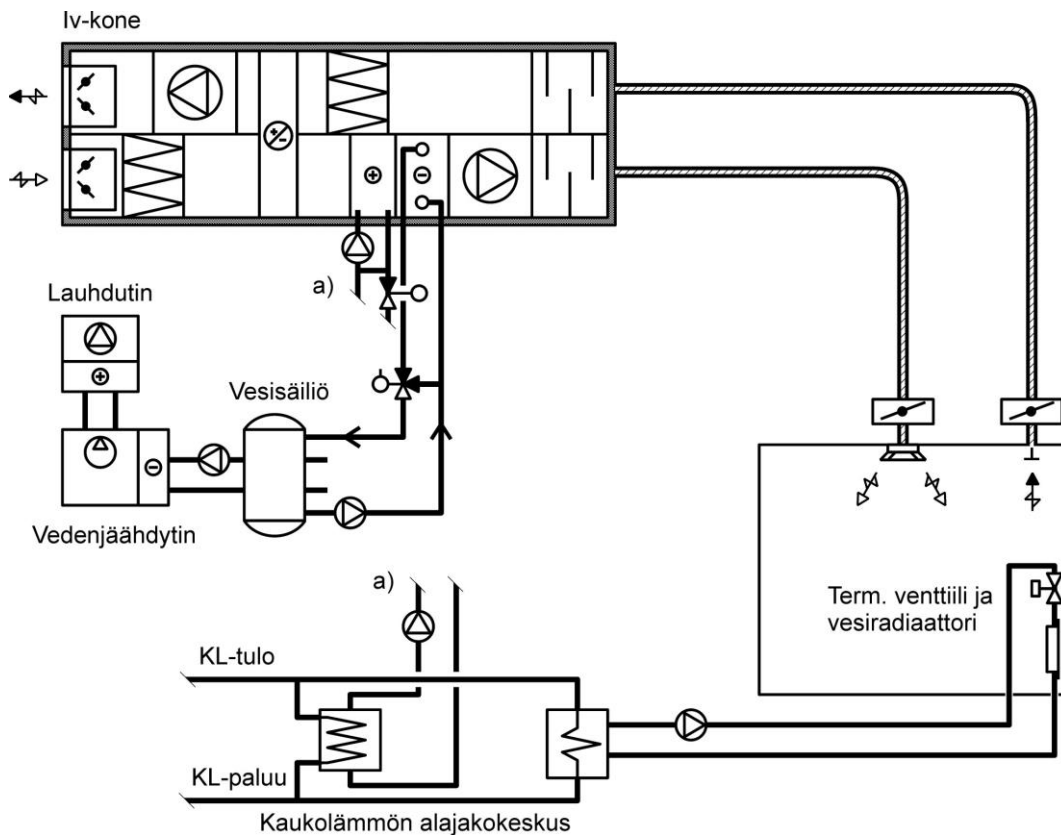 Iv-kone
a)
Lauhdutin
Vesisäiliö
Vedenjäähdytin
a)
Term. venttiili ja
vesiradiaattori
KL-tulo
KL-paluu
Kaukolämmön alajakokeskus